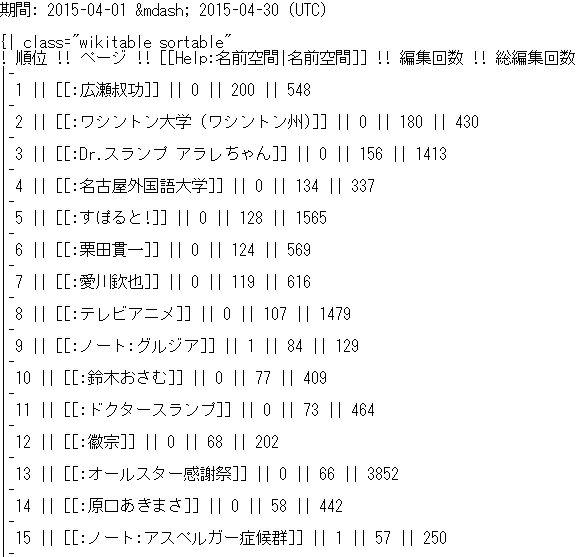 期間: 2015-04-01 &mdash; 2015-04-30 (UTC)
{| class="wikitable sortable"
! 順位 !! ページ !! [[Help:名前空間|名前空間]] !! 編集回数 !! 総編集回数
|-
| 1 || [[:広瀬叔功]] || 0 || 200 || 548
|-
| 2 || [[:ワシントン大学 (ワシントン州)]] || 0 || 180 || 430
|-
| 3 || [[:Dr.スランプ アラレちゃん]] || 0 || 156 || 1413
|-
| 4 || [[:名古屋外国語大学]] || 0 || 134 || 337
|-
| 5 || [[:すぽると!]] || 0 || 128 || 1565
|-
| 6 || [[:栗田貫一]] || 0 || 124 || 569
|-
| 7 || [[:愛川欽也]] || 0 || 119 || 616
|-
| 8 || [[:テレビアニメ]] || 0 || 107 || 1479
|-
| 9 || [[:ノート:グルジア]] || 1 || 84 || 129
|-
| 10 || [[:鈴木おさむ]] || 0 || 77 || 409
|-
| 11 || [[:ドクタースランプ]] || 0 || 73 || 464
|-
| 12 || [[:徽宗]] || 0 || 68 || 202
|-
| 13 || [[:オールスター感謝祭]] || 0 || 66 || 3852
|-
| 14 || [[:原口あきまさ]] || 0 || 58 || 442
|-
| 15 || [[:ノート:アスペルガー症候群]] || 1 || 57 || 250
|-